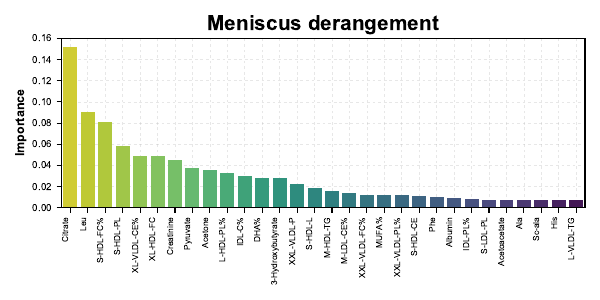 Meniscus derangement
Importance
0.16
0.14
0.12
0.10
0.08
0.06
0.04
0.02
0.00
Citrate
Leu
S-HDL-FC%
S-HDL-PL
XL-VLDL-CE%
XL-HDL-FC
Creatinine
Pyruvate
Acetone
L-HDL-PL%
IDL-C%
DHA%
3-Hydroxybutyrate
XXL-VLDL-P
S-HDL-L
M-HDL-TG
M-LDL-CE%
XXL-VLDL-FC%
MUFA%
XXL-VLDL-PL%
S-HDL-CE
Phe
Albumin
IDL-PL%
S-LDL-PL
Acetoacetate
Ala
His
L-VLDL-TG